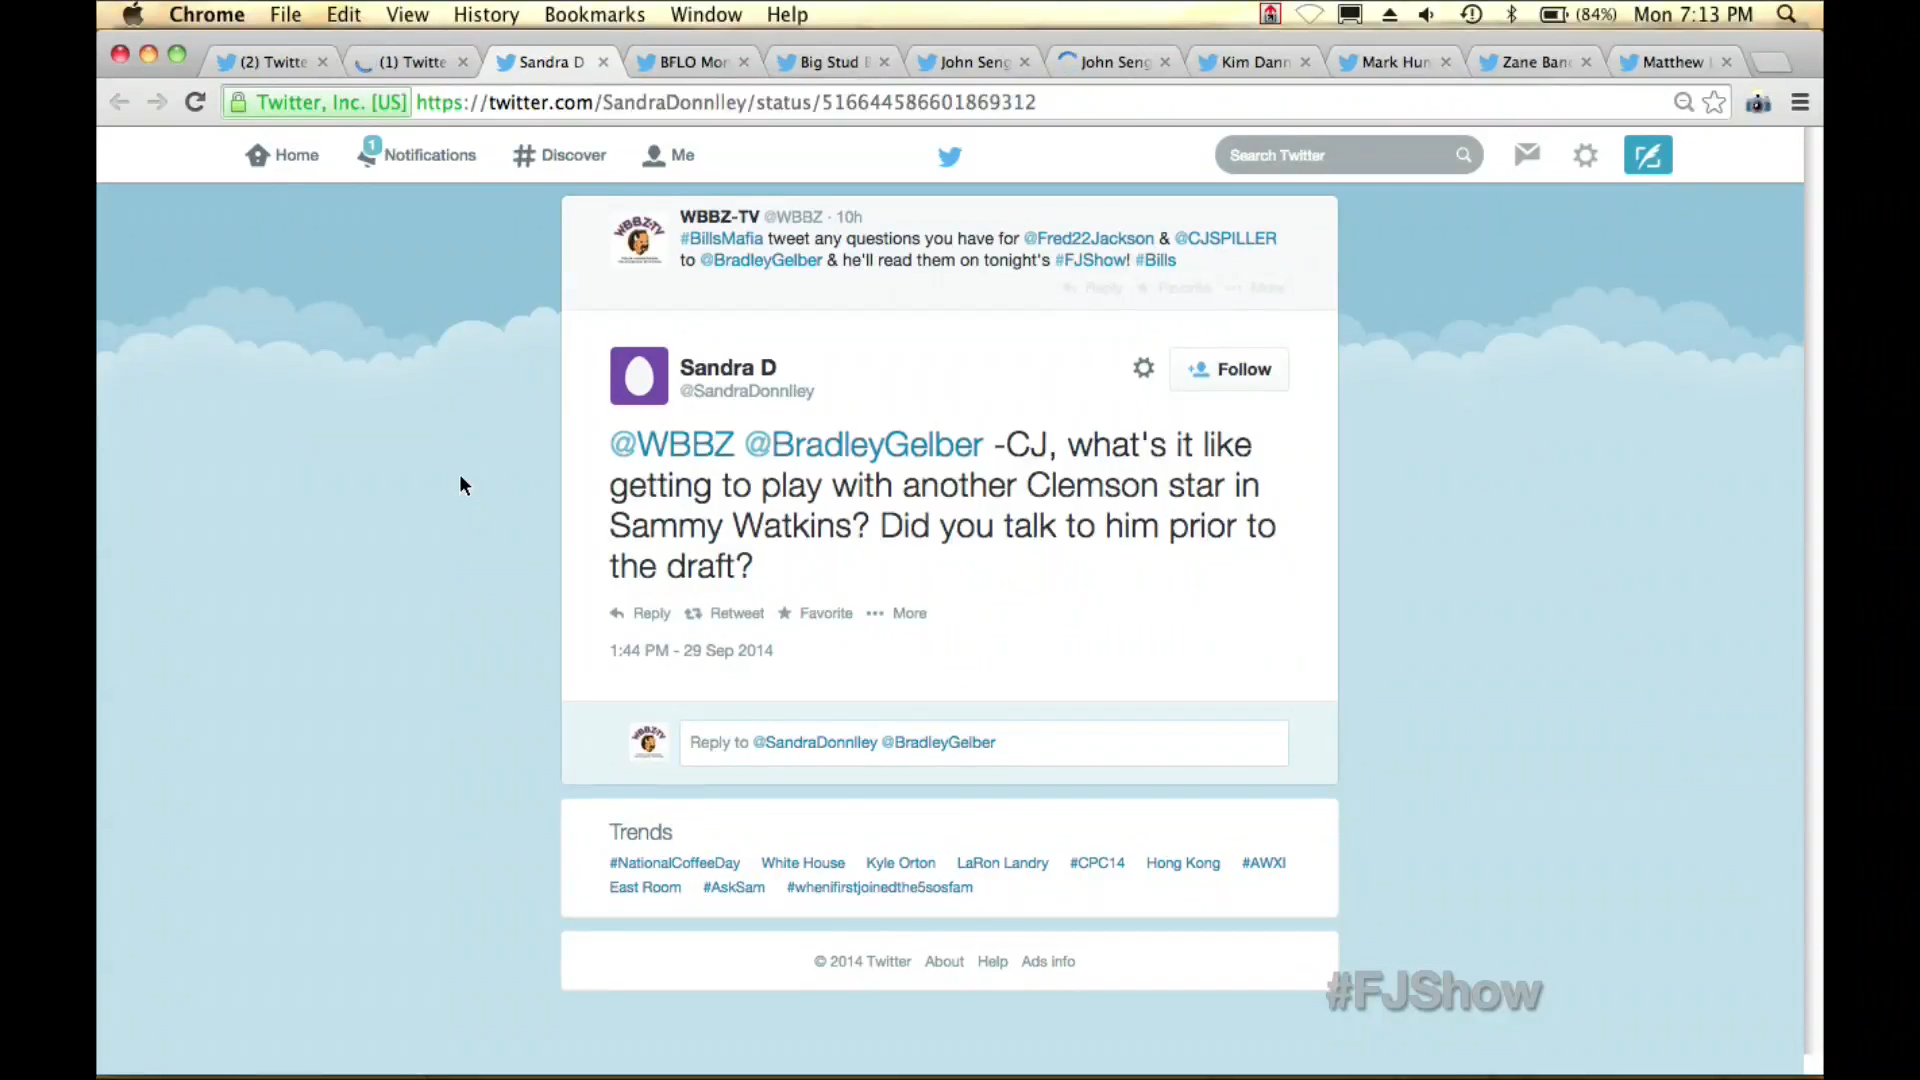 Chrome File Edit View History Bookmarks Window Help (84%) Mon 7:13 PM
(2) Twitte (1) Twitte Sandra D BFLO Mor Big Stud John Seng John Seng Kim Dann Mark Hun Zane Ban Matthew
Twitter, Inc. [US] https://twitter.com/SandraDonnlley/status/516644586601869312
Home 1 Notifications Discover Me Search Twitter
WBBZ-TV @WBBZ · 10h
#BillsMafia tweet any questions you have for @Fred22Jackson & @CJSPILLER
to @BradleyGelber & he'll read them on tonight's #FJShow! #Bills
Reply Favorite More
Sandra D
@SandraDonnlley
Follow
@WBBZ @BradleyGelber -CJ, what's it like
getting to play with another Clemson star in
Sammy Watkins? Did you talk to him prior to
the draft?
Reply Retweet Favorite More
1:44 PM - 29 Sep 2014
Reply to @SandraDonnlley @BradleyGelber
Trends
#NationalCoffeeDay White House Kyle Orton LaRon Landry #CPC14 Hong Kong #AWXI
East Room #AskSam #whenifirstjoinedthe5sosfam
© 2014 Twitter About Help Ads info
#FJShow